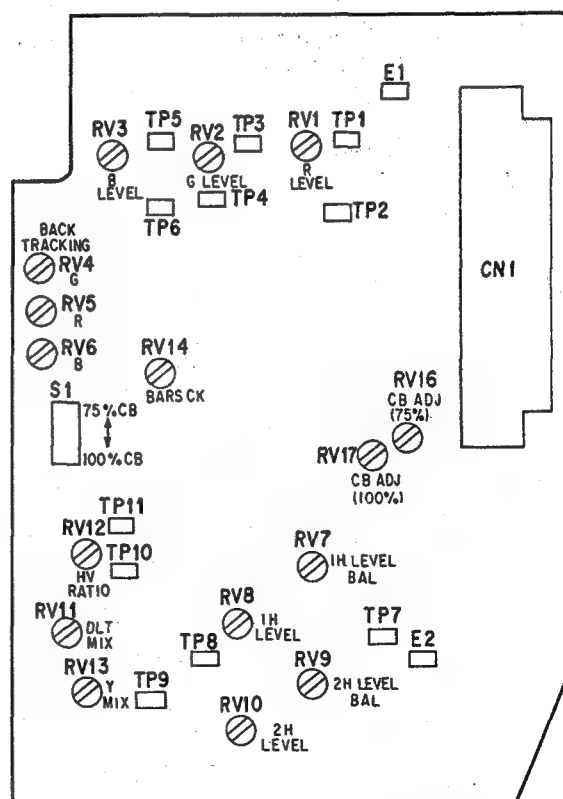 E1
TP5
RV3
RV2
TP3
RV1
TP1
B
LEVEL
G LEVEL
R
LEVEL
TP4
TP6
TP2
BACK
TRACKING
RV4
G
RV5
R
RV6
B
CN1
RV14
BARS CK
S1
75%CB
100%CB
RV16
CB ADJ
(75%)
RV17
CB ADJ
(100%)
TP11
RV12
TP10
HV
RATIO
RV7
1H LEVEL
BAL
RV11
DLT
MIX
RV8
1H
LEVEL
TP7
E2
TP8
RV13
Y
MIX
TP9
RV9
2H LEVEL
BAL
RV10
2H
LEVEL